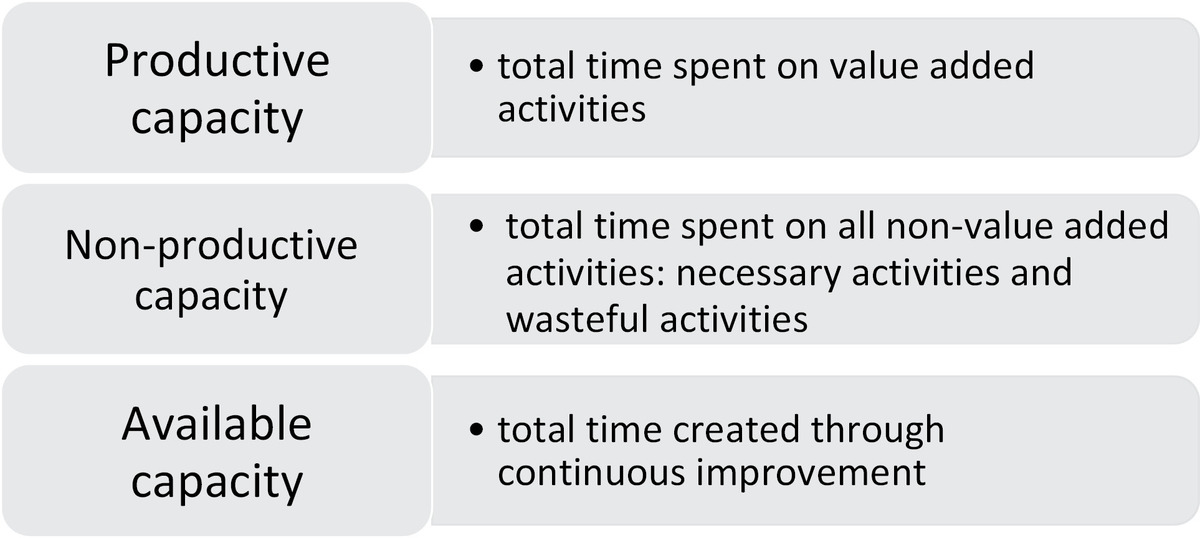 Productive
capacity
• total time spent on value added
activities
Non-productive
capacity
• total time spent on all non-value added
activities: necessary activities and
wasteful activities
Available
capacity
• total time created through
continuous improvement